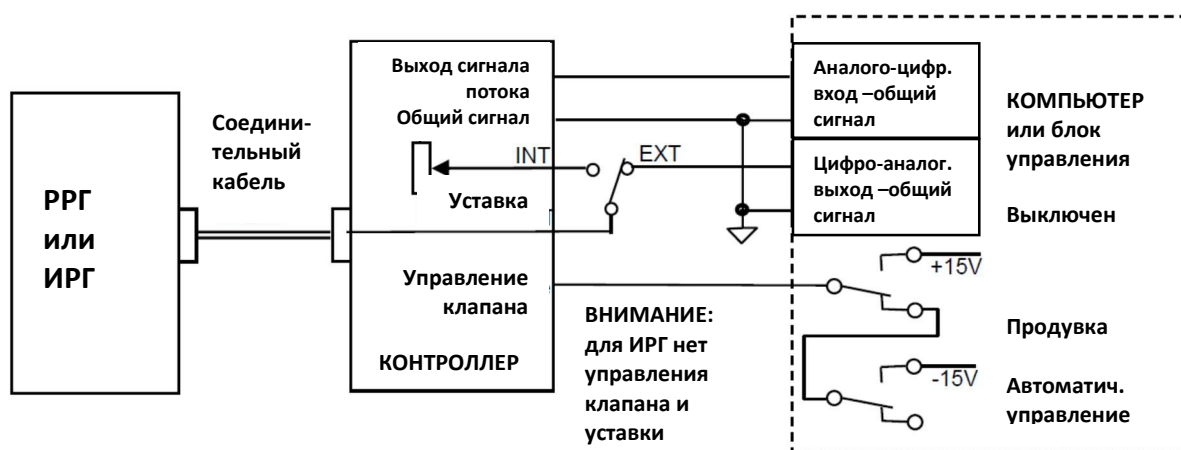 РРГ
или
ИРГ
Соедини-
тельный
кабель
Выход сигнала
потока
Общий сигнал
INT
EXT
Уставка
Управление
клапана
КОНТРОЛЛЕР
ВНИМАНИЕ:
для ИРГ нет
управления
клапана и
уставки
Аналого-цифр.
вход –общий
сигнал
Цифро-аналог.
выход –общий
сигнал
КОМПЬЮТЕР
или блок
управления
Выключен
+15V
Продувка
-15V
Автоматич.
управление